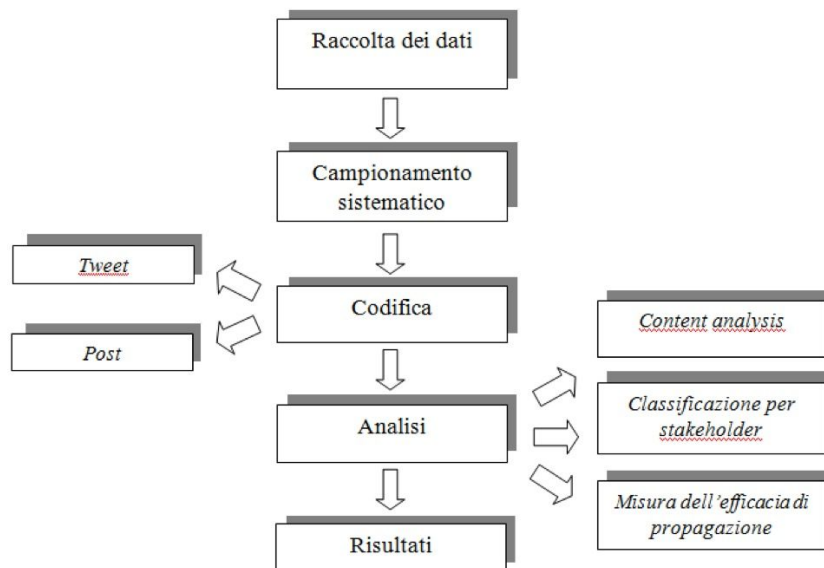 Raccolta dei dati
Campionamento
sistematico
Tweet
Post
Codifica
Content analysis
Analisi
Classificazione per
stakeholder
Misura dell'efficacia di
propagazione
Risultati